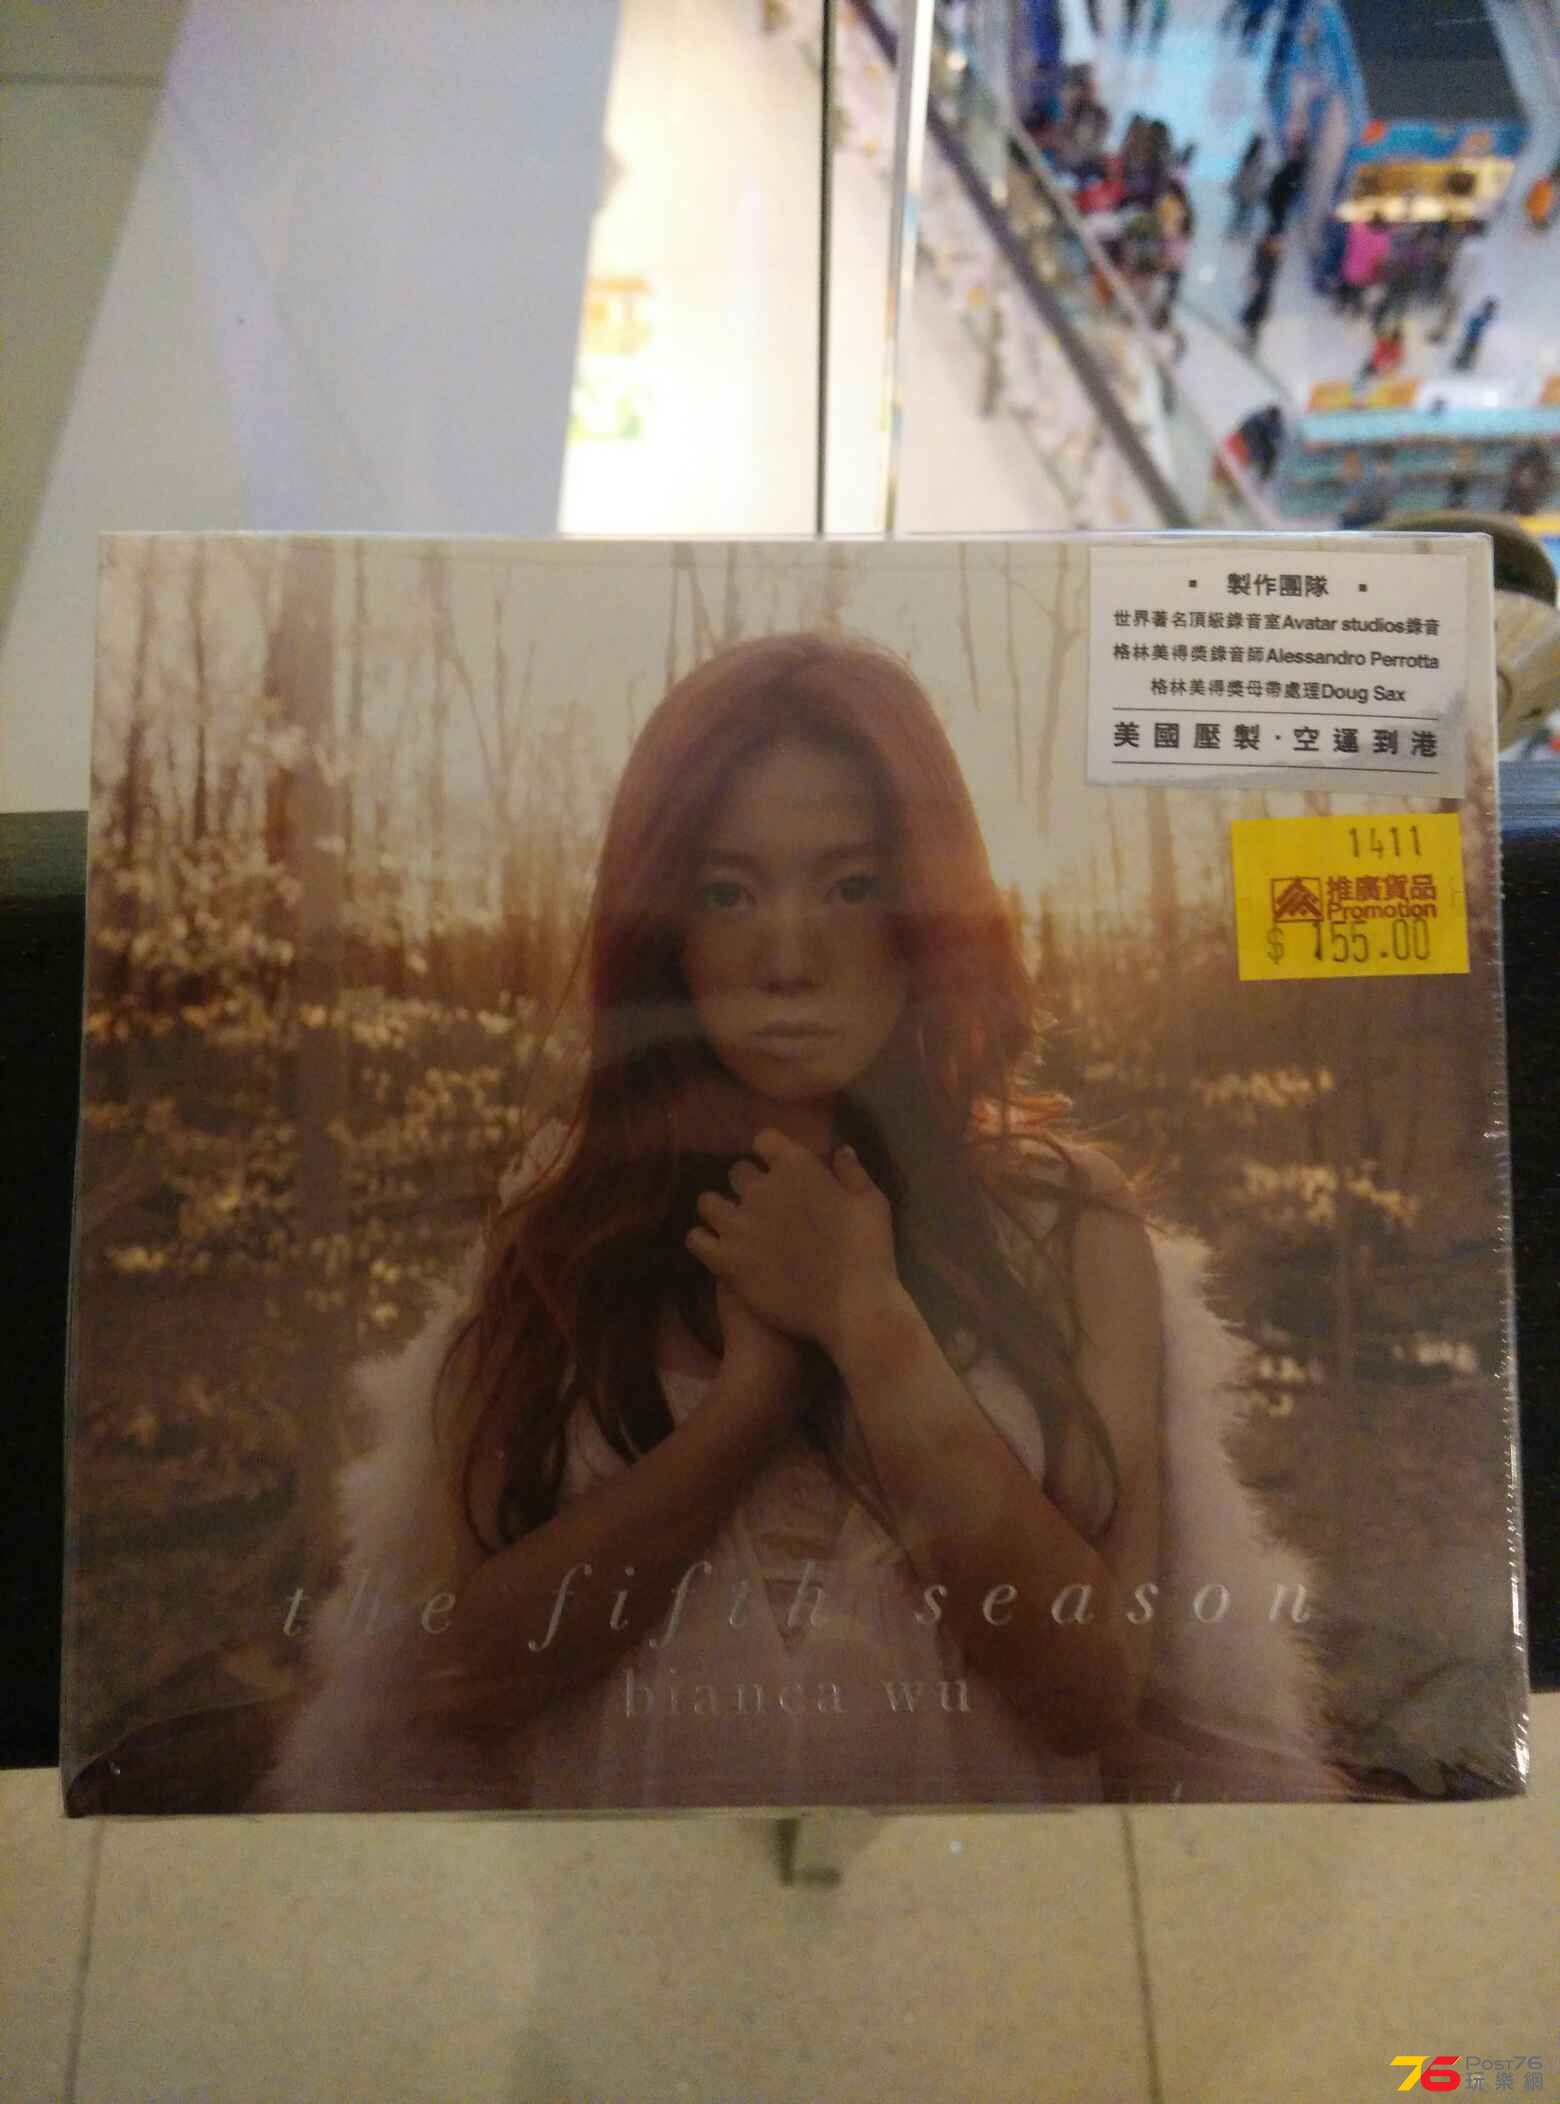 ▪ 製作團隊 ▪
世界著名頂級錄音室Avatar studios錄音
格林美得獎錄音師Alessandro Perrotta
格林美得獎母帶處理Doug Sax
美國壓製·空運到港
1411
推廣貨品
Promotion
$ 155.00
the fifth season
bianca wu
76 POST76
玩樂網